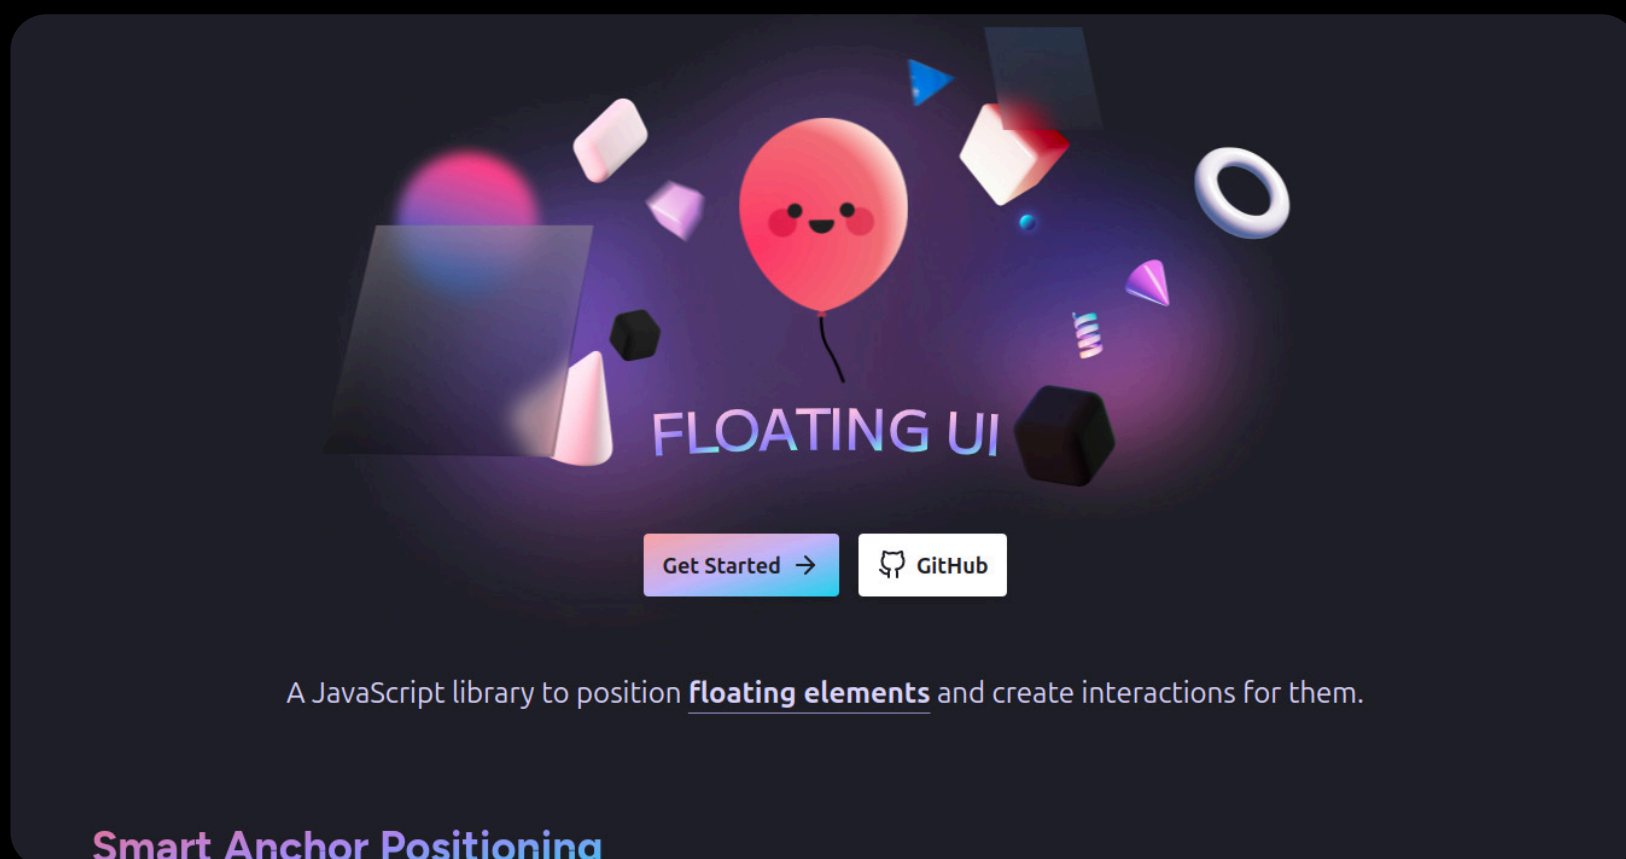 FLOATING UI
Get Started
GitHub
A JavaScript library to position floating elements and create interactions for them.
Smart Anchor Positioning